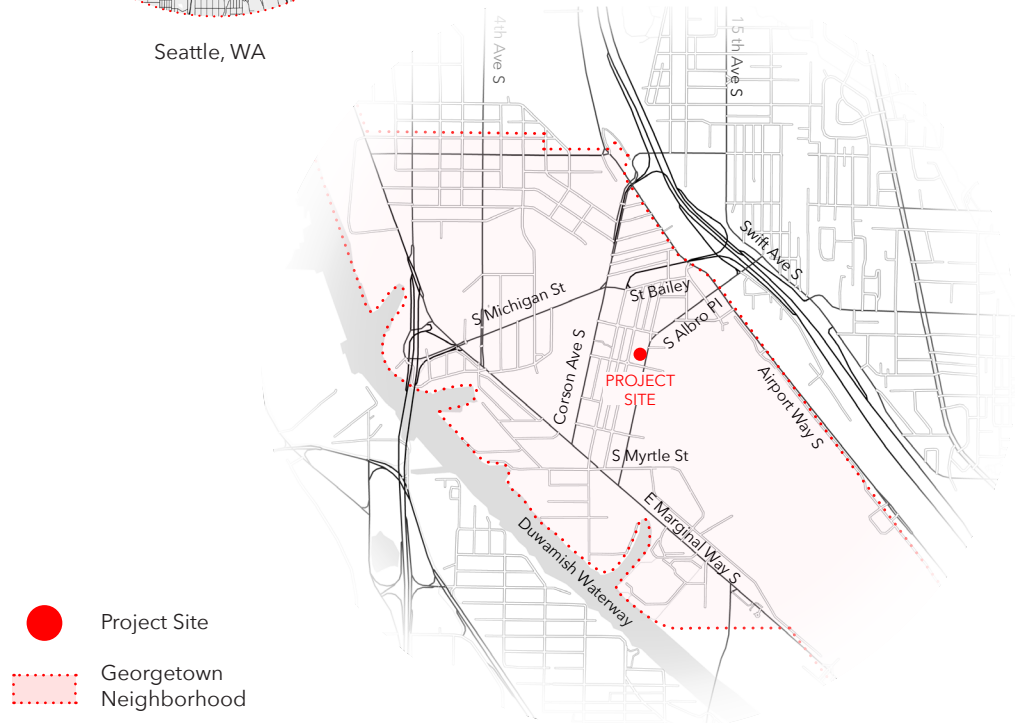 Seattle, WA
4th Ave S
15 th Ave S
Swift Ave S
St Bailey
S Michigan St
S Albro Pl
Corson Ave S
PROJECT
SITE
Airport Way S
S Myrtle St
E Marginal Way S
Duwamish Waterway
Project Site
Georgetown
Neighborhood